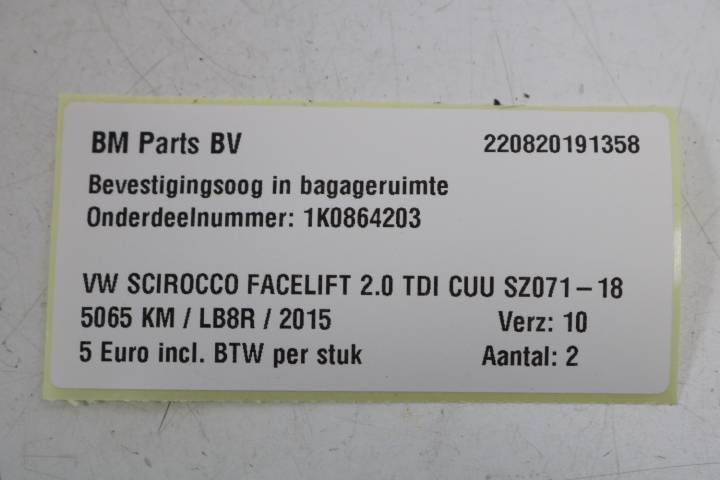 BM Parts BV 220820191358
Bevestigingsoog in bagageruimte
Onderdeelnummer: 1K0864203
VW SCIROCCO FACELIFT 2.0 TDI CUU SZ071-18
5065 KM / LB8R / 2015 Verz: 10
5 Euro incl. BTW per stuk Aantal: 2